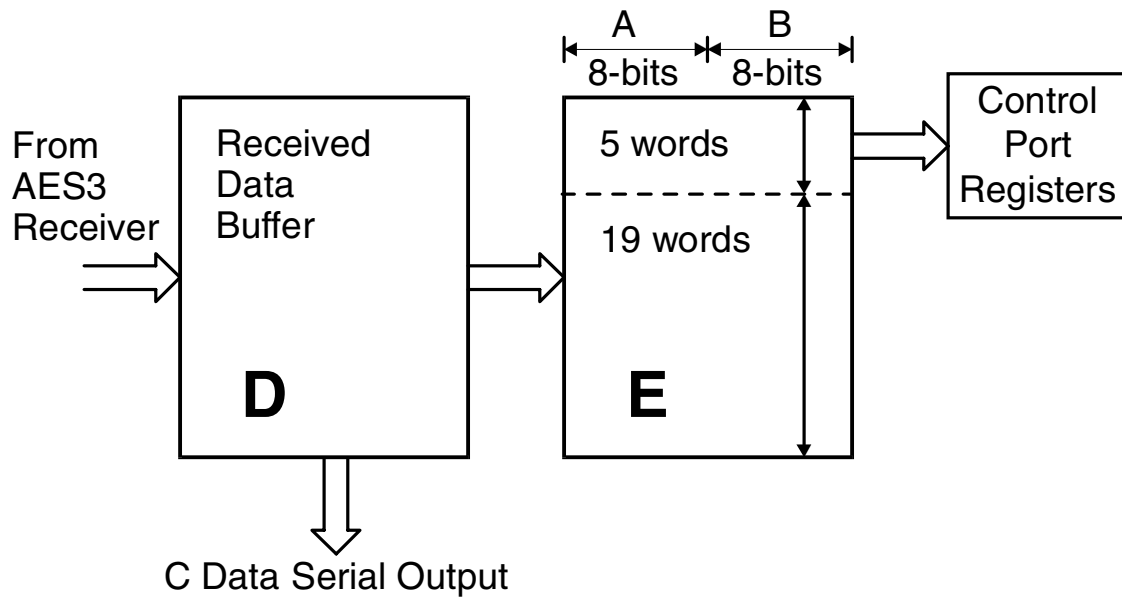 A
B
8-bits
8-bits
From
AES3
Receiver
Received
Data
Buffer
D
5 words
19 words
E
Control
Port
Registers
C Data Serial Output